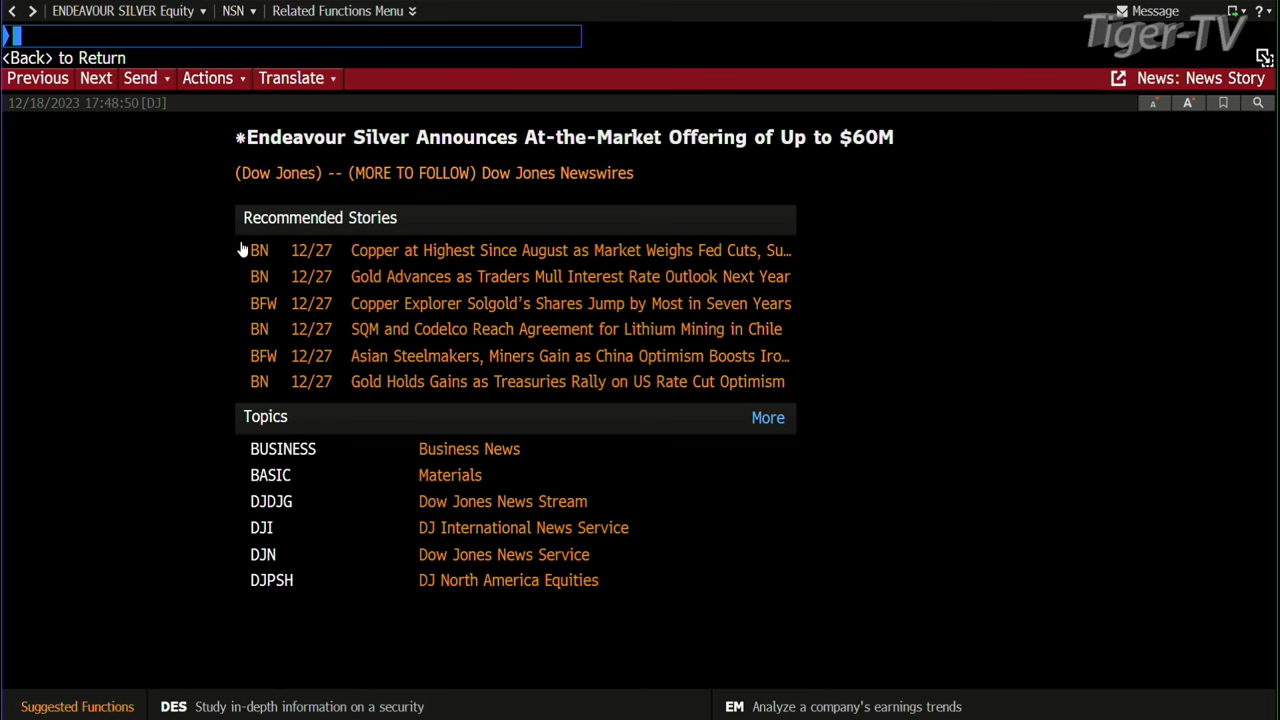 ENDEAVOUR SILVER Equity NSN Related Functions Menu Message ?
Tiger-TV
<Back> to Return
Previous Next Send Actions Translate News: News Story
12/18/2023 17:48:50[DJ] A A
*Endeavour Silver Announces At-the-Market Offering of Up to $60M
(Dow Jones) -- (MORE TO FOLLOW) Dow Jones Newswires
Recommended Stories
BN 12/27 Copper at Highest Since August as Market Weighs Fed Cuts, Su...
BN 12/27 Gold Advances as Traders Mull Interest Rate Outlook Next Year
BFW 12/27 Copper Explorer Solgold's Shares Jump by Most in Seven Years
BN 12/27 SQM and Codelco Reach Agreement for Lithium Mining in Chile
BFW 12/27 Asian Steelmakers, Miners Gain as China Optimism Boosts Iro...
BN 12/27 Gold Holds Gains as Treasuries Rally on US Rate Cut Optimism
Topics More
BUSINESS Business News
BASIC Materials
DJDJG Dow Jones News Stream
DJI DJ International News Service
DJN Dow Jones News Service
DJPSH DJ North America Equities
Suggested Functions DES Study in-depth information on a security EM Analyze a company's earnings trends